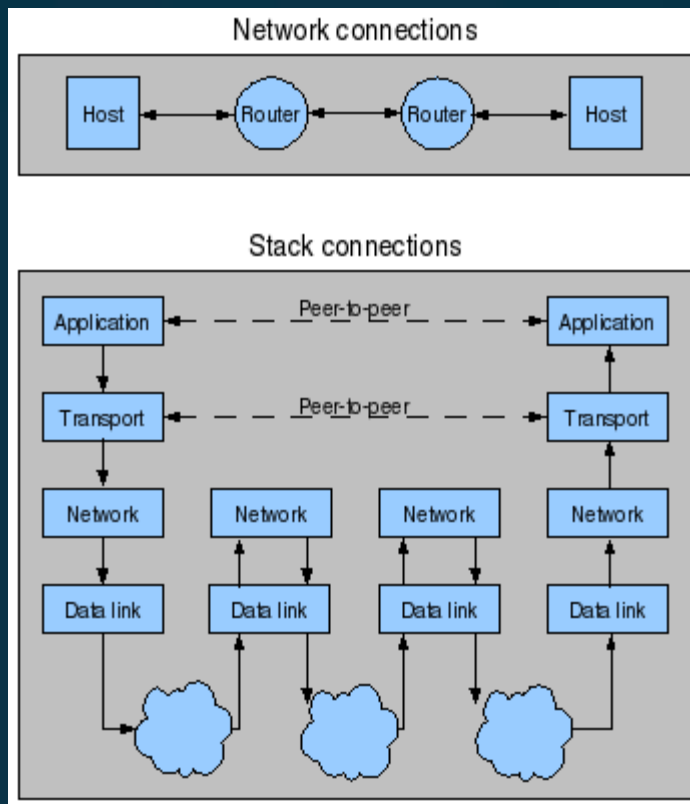 Network connections
Host Router Router Host
Stack connections
Application Peer-to-peer Application
Transport Peer-to-peer Transport
Network Network Network Network
Data link Data link Data link Data link